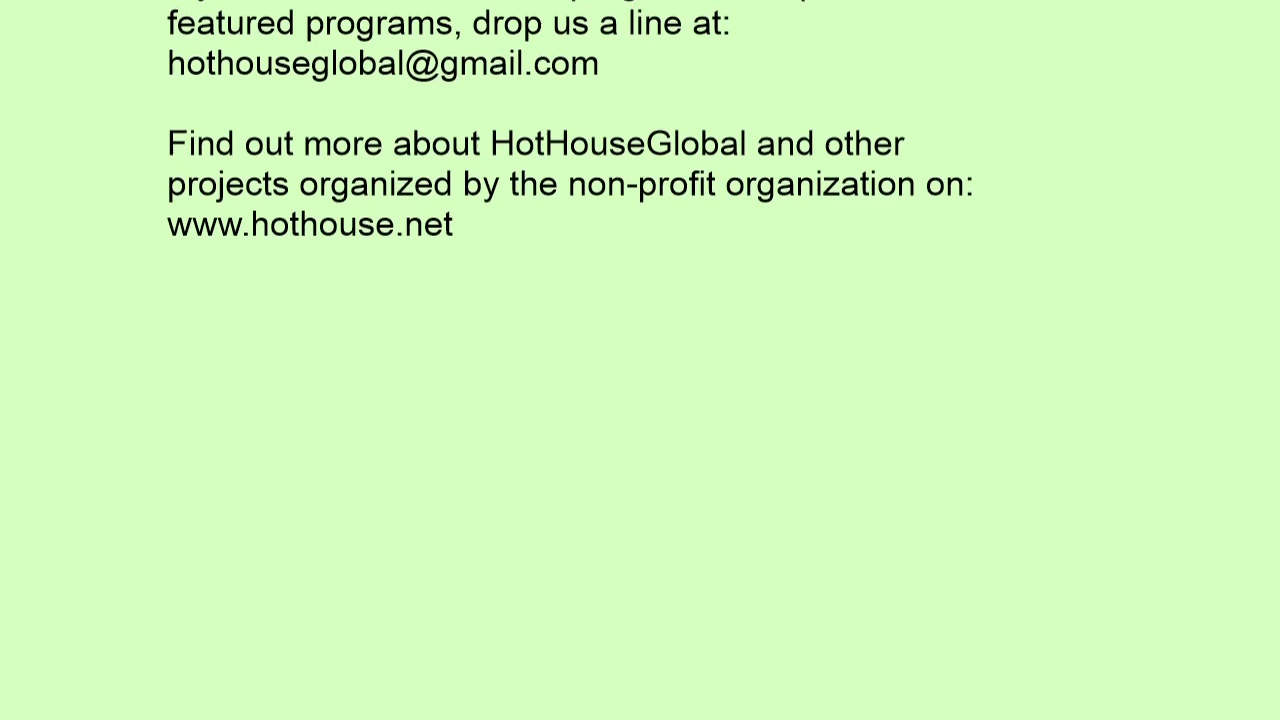 featured programs, drop us a line at:
hothouseglobal@gmail.com
Find out more about HotHouseGlobal and other
projects organized by the non-profit organization on:
www.hothouse.net